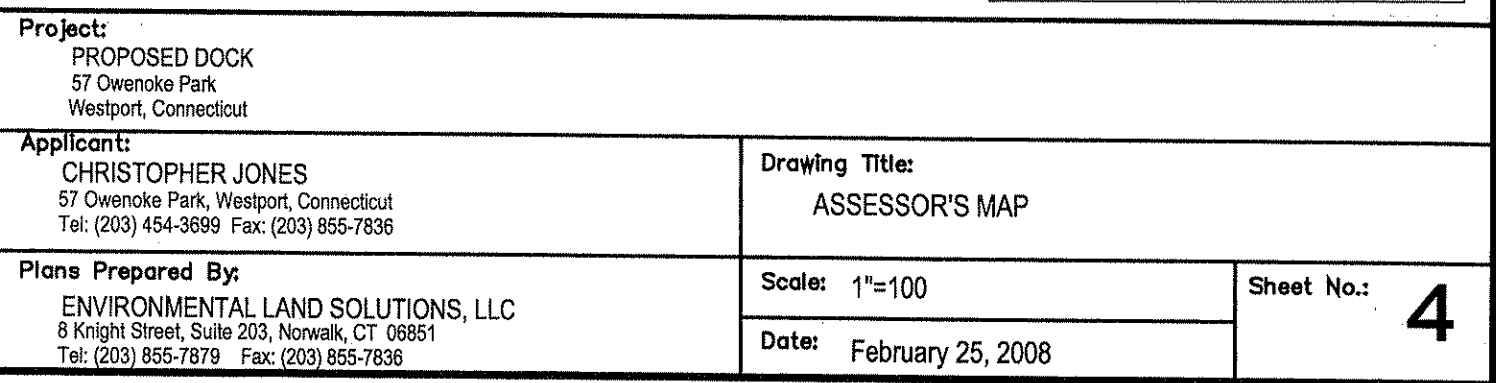 Project:
PROPOSED DOCK
57 Owenoke Park
Westport, Connecticut
Applicant:
CHRISTOPHER JONES
57 Owenoke Park, Westport, Connecticut
Tel: (203) 454-3699 Fax: (203) 855-7836
Drawing Title:
ASSESSOR'S MAP
Plans Prepared By:
ENVIRONMENTAL LAND SOLUTIONS, LLC
8 Knight Street, Suite 203, Norwalk, CT 06851
Tel: (203) 855-7879 Fax: (203) 855-7836
Scale: 1"=100
Date: February 25, 2008
Sheet No.: 4